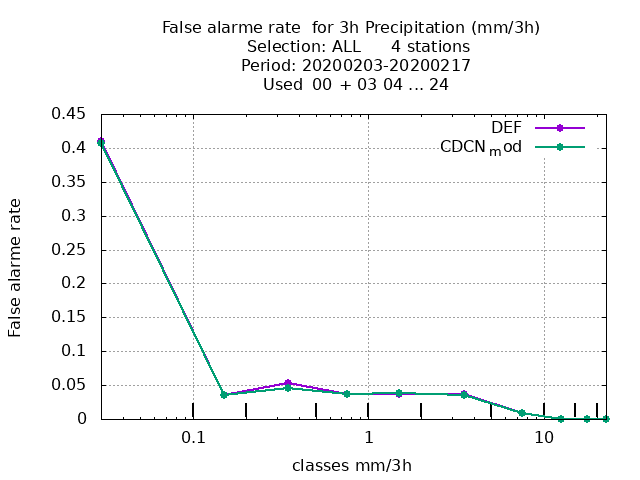 False alarme rate  for 3h Precipitation (mm/3h)
Selection: ALL      4 stations
Period: 20200203-20200217
Used  00 + 03 04 ... 24
DEF
CDCN_mod
False alarme rate
0.45
0.4
0.35
0.3
0.25
0.2
0.15
0.1
0.05
0
0.1
1
10
classes mm/3h